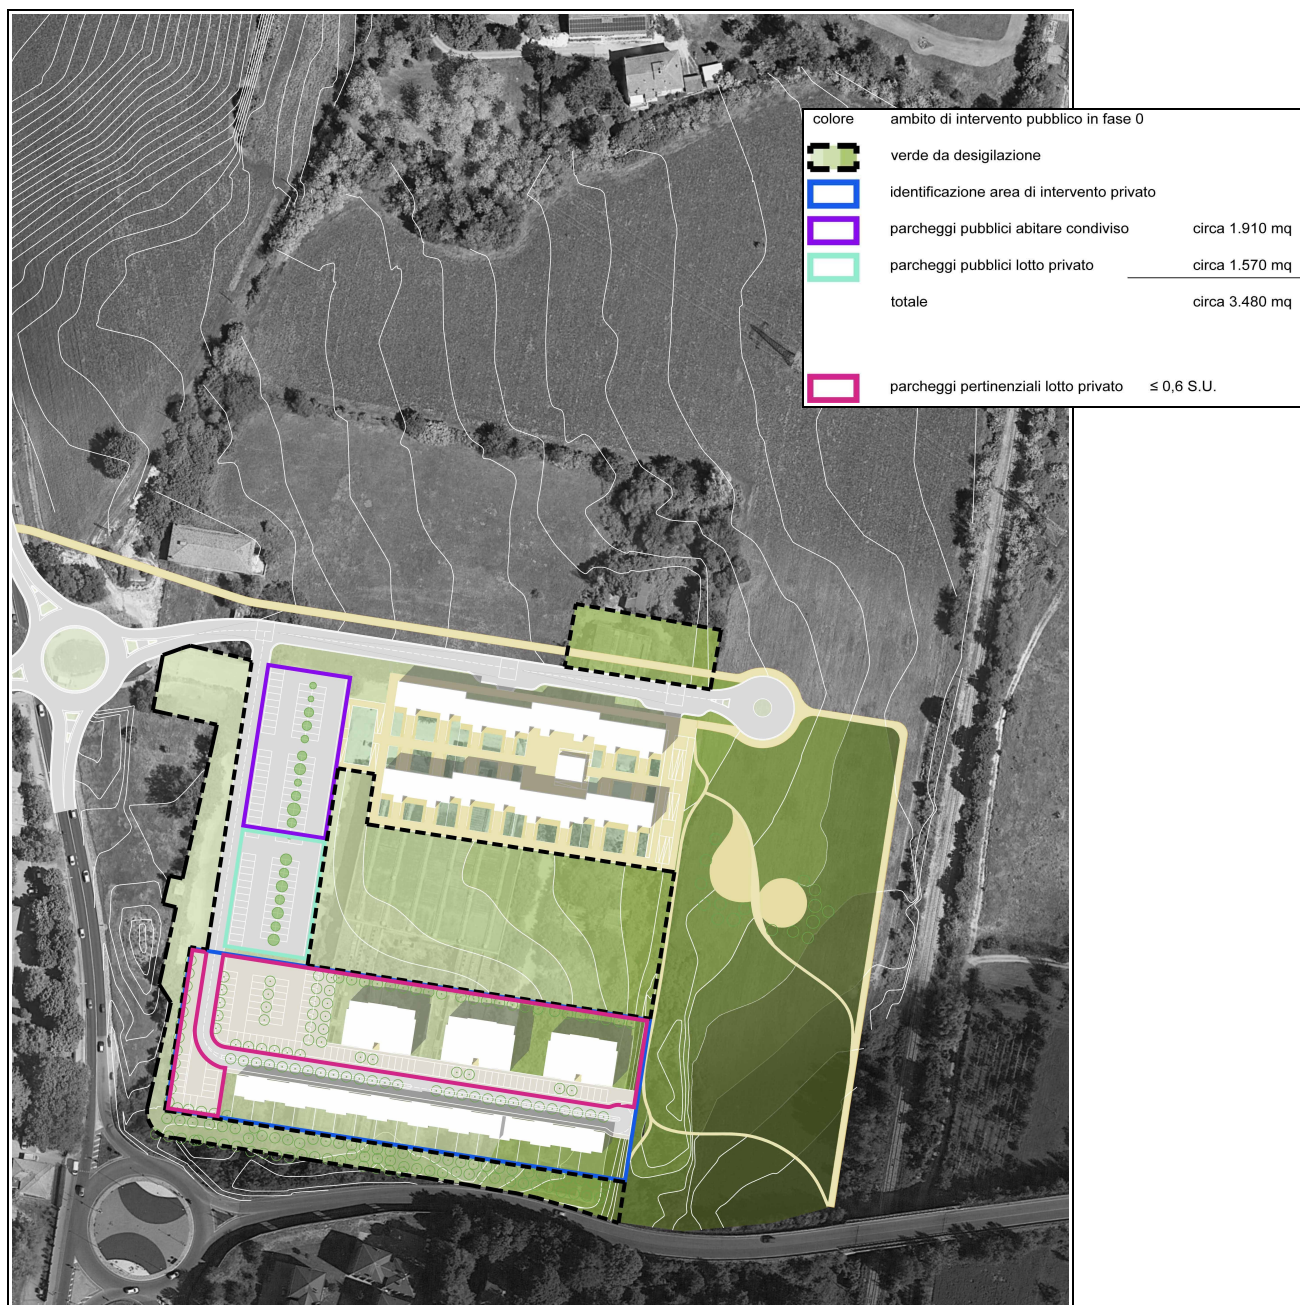 colore ambito di intervento pubblico in fase 0
verde da desigilazione
identificazione area di intervento privato
parcheggi pubblici abitare condiviso circa 1.910 mq
parcheggi pubblici lotto privato circa 1.570 mq
totale circa 3.480 mq
parcheggi pertinenziali lotto privato ≤ 0,6 S.U.